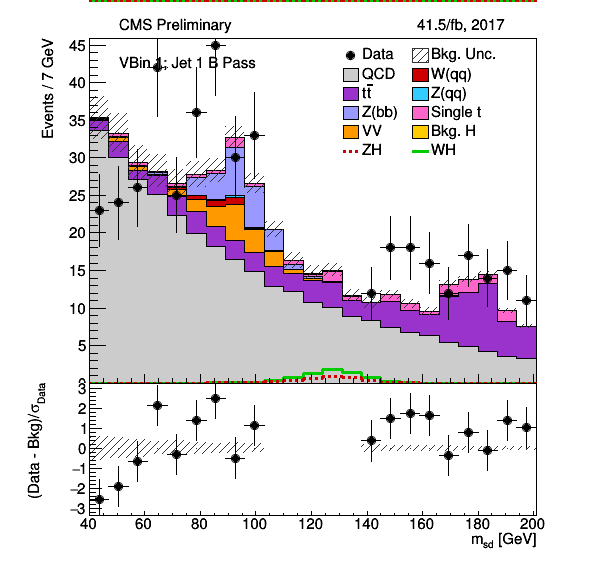 CMS Preliminary 41.5/fb, 2017
VBin 1; Jet 1 B Pass
Events / 7 GeV
45
40
35
30
25
20
15
10
5
Data Bkg. Unc.
QCD W(qq)
tt̄ Z(qq)
Z(bb) Single t
VV Bkg. H
ZH WH
(Data - Bkg)/σData
3
2
1
0
−1
−2
−3
40 60 80 100 120 140 160 180 200
msd [GeV]